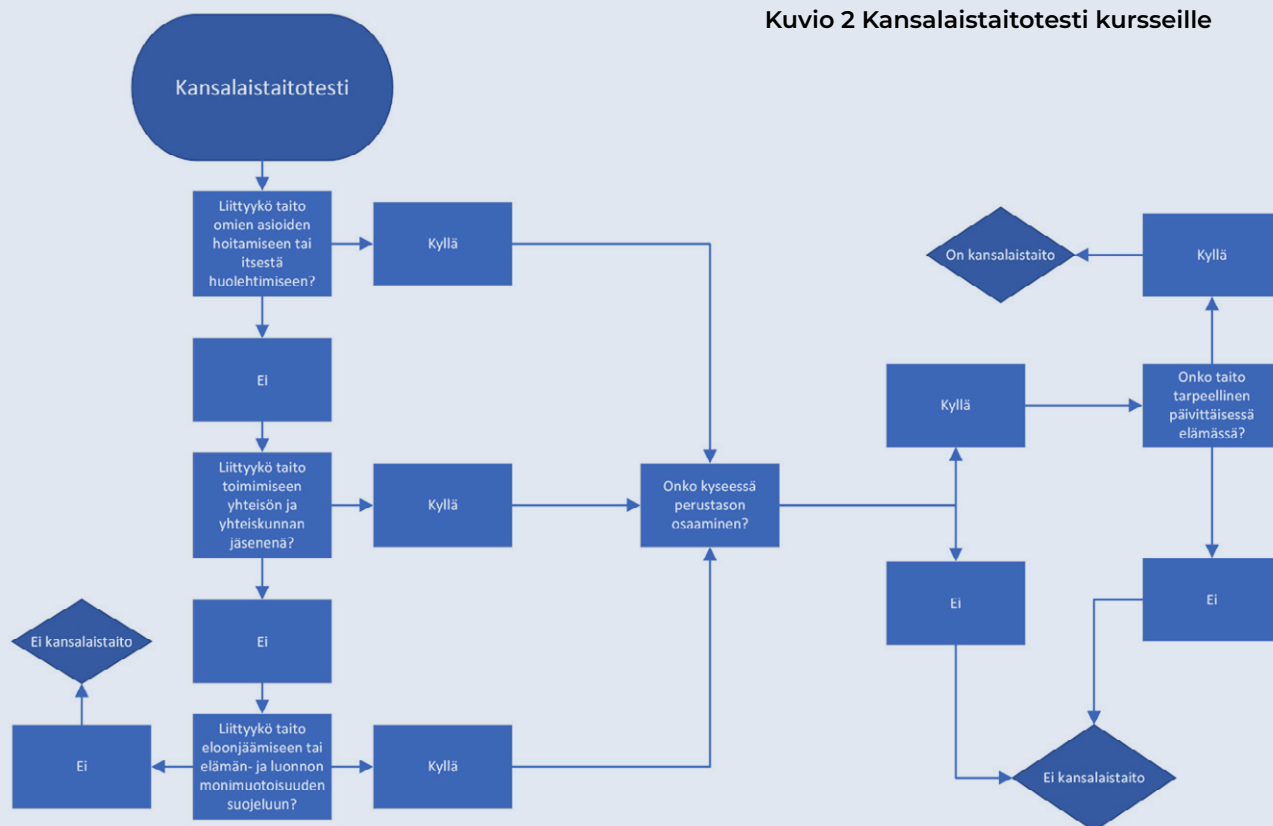 Kuvio 2 Kansalaistaitotesti kursseille
Kansalaistaitotesti
Liittyykö taito
omien asioiden
hoitamiseen tai
itsestä
huolehtimiseen?
Kyllä
Ei
Liittyykö taito
toimimiseen
yhteisön ja
yhteiskunnan
jäsenenä?
Kyllä
Ei
Liittyykö taito
eloonjäämiseen tai
elämän- ja luonnon
monimuotoisuuden
suojeluun?
Kyllä
Ei
Ei kansalaistaito
Onko kyseessä
perustason
osaaminen?
Kyllä
Ei
Onko taito
tarpeellinen
päivittäisessä
elämässä?
Kyllä
On kansalaistaito
Ei
Ei kansalaistaito